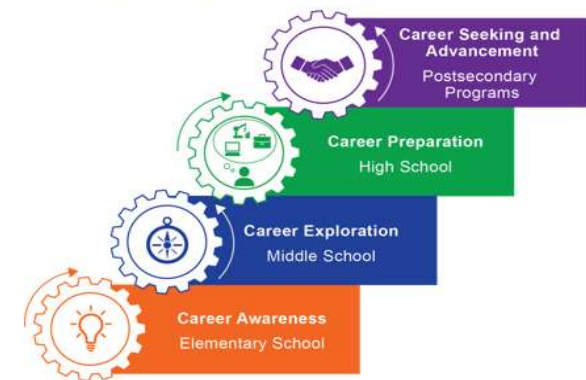 Career Seeking and
Advancement
Postsecondary
Programs
Career Preparation
High School
Career Exploration
Middle School
Career Awareness
Elementary School